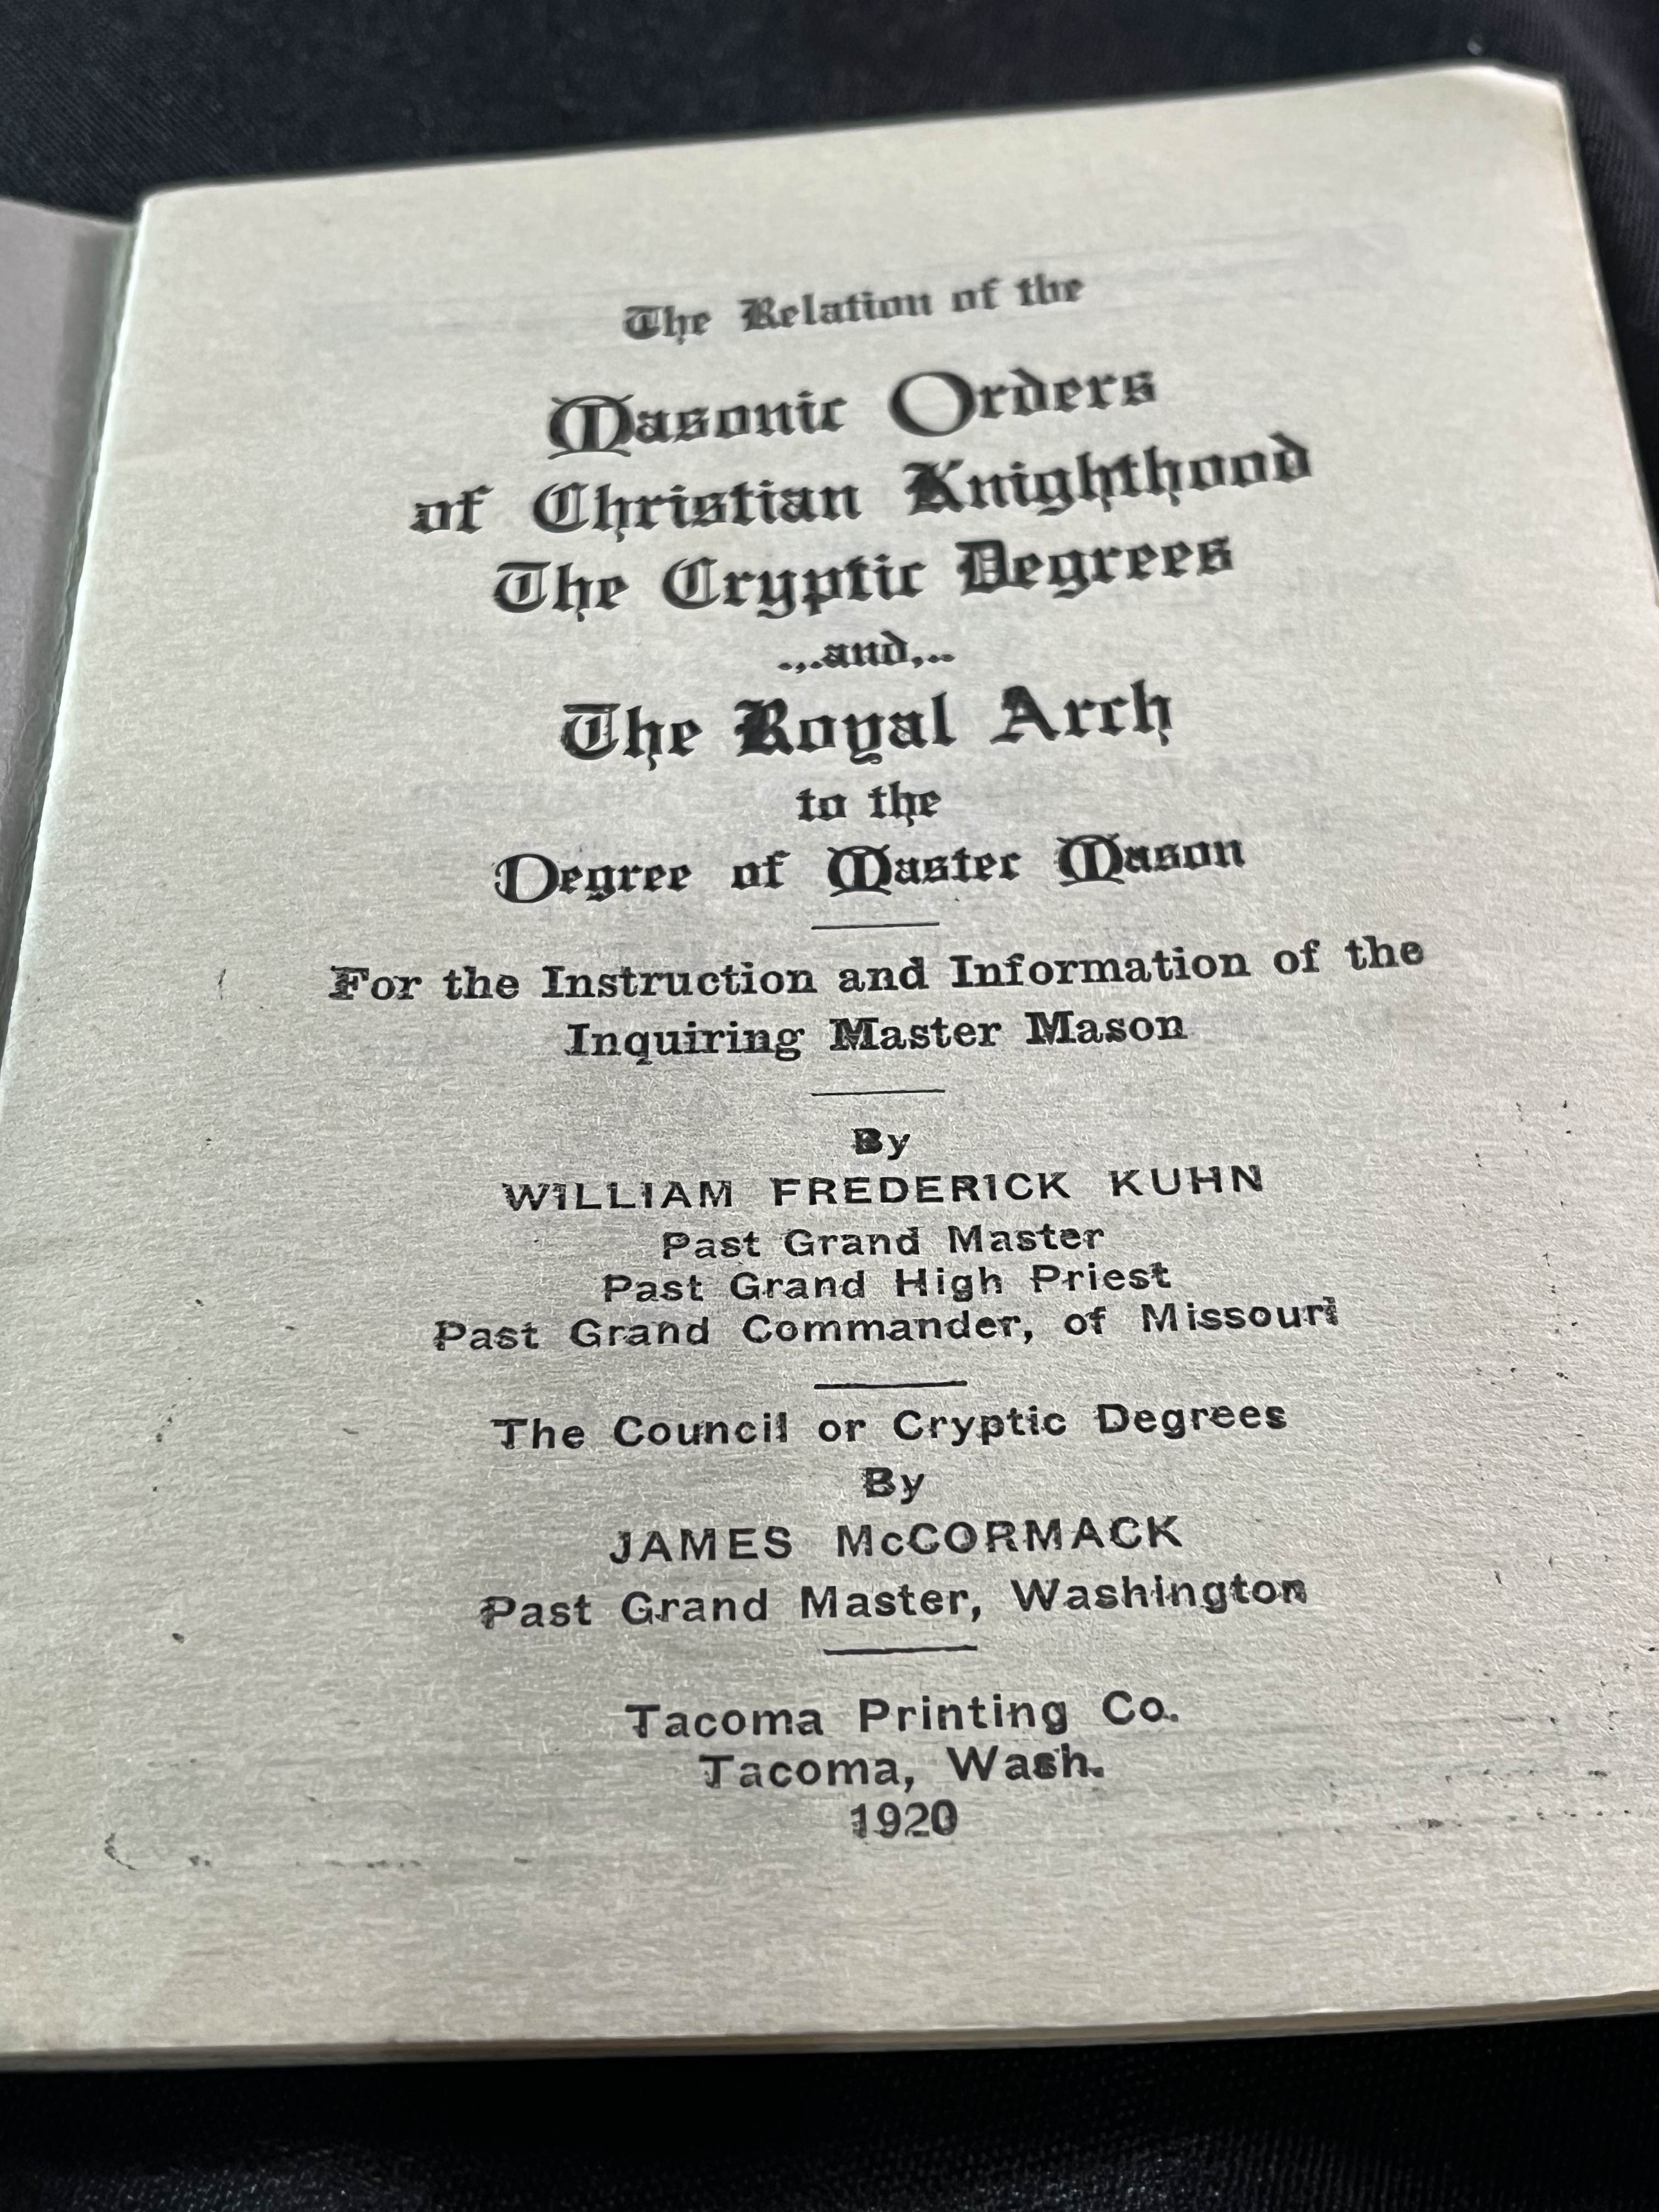 The Relation of the
Masonic Orders
of Christian Knighthood
The Cryptic Degrees
...and,..
The Royal Arch
to the
Degree of Master Mason
For the Instruction and Information of the
Inquiring Master Mason
By
WILLIAM FREDERICK KUHN
Past Grand Master
Past Grand High Priest
Past Grand Commander, of Missouri
The Council or Cryptic Degrees
By
JAMES McCORMACK
Past Grand Master, Washington
Tacoma Printing Co.
Tacoma, Wash.
1920